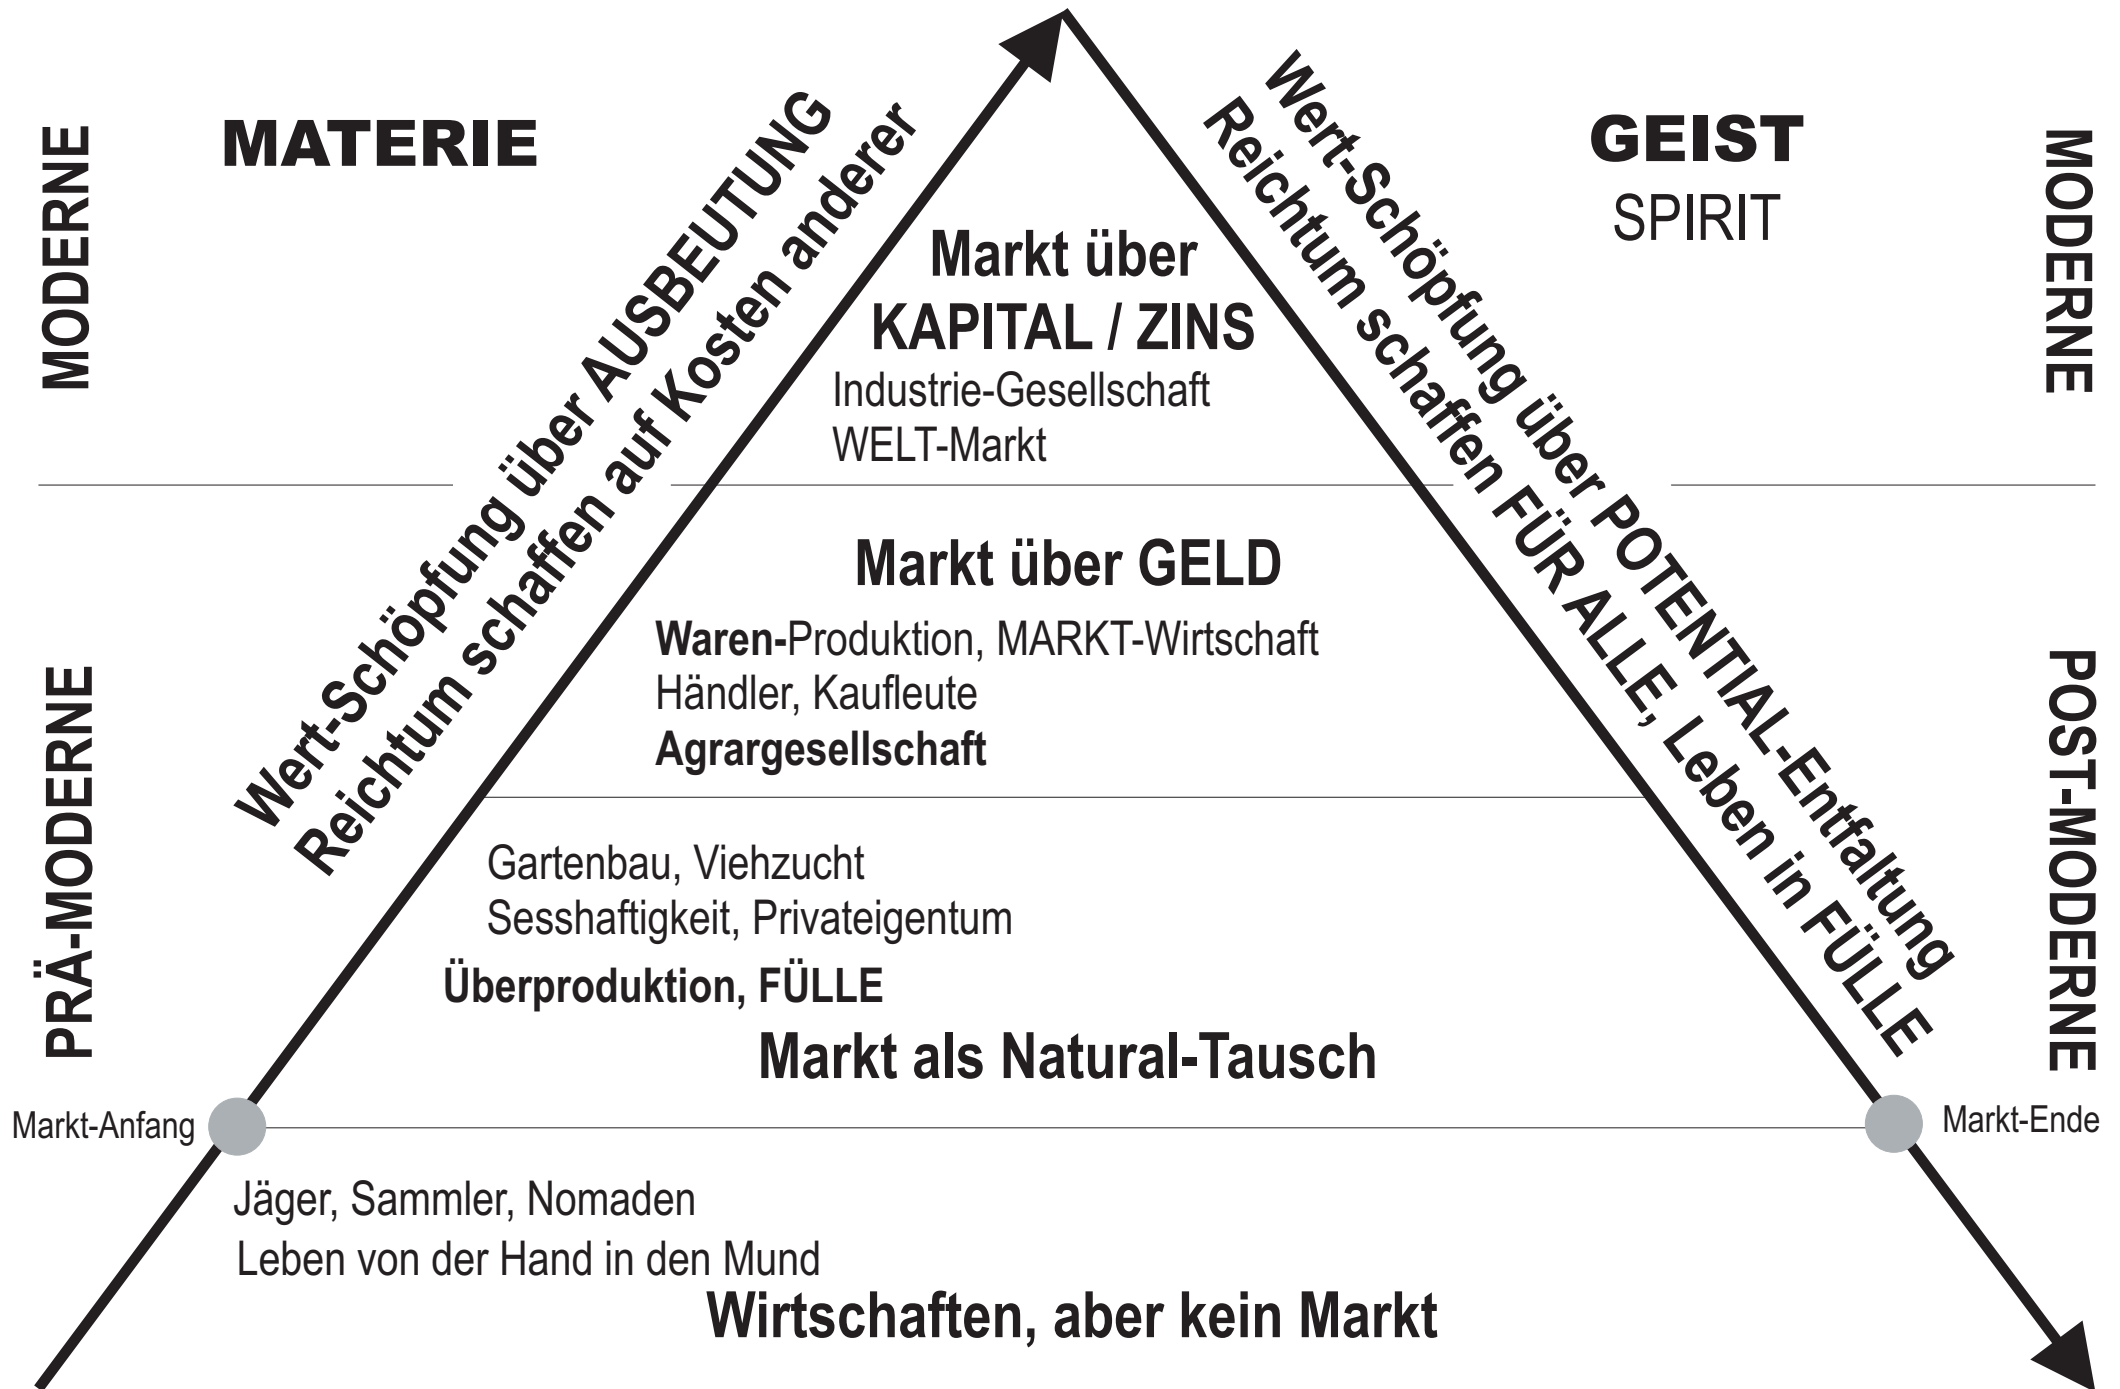 MODERNE
MATERIE
GEIST
SPIRIT
MODERNE
Wert-Schöpfung über AUSBEUTUNG
Reichtum schaffen auf Kosten anderer
Wert-Schöpfung über POTENTIAL-Entfaltung
Reichtum schaffen FÜR ALLE, Leben in FÜLLE
Markt über
KAPITAL / ZINS
Industrie-Gesellschaft
WELT-Markt
PRÄ-MODERNE
Markt über GELD
Waren-Produktion, MARKT-Wirtschaft
Händler, Kaufleute
Agrargesellschaft
POST-MODERNE
Gartenbau, Viehzucht
Sesshaftigkeit, Privateigentum
Überproduktion, FÜLLE
Markt als Natural-Tausch
Markt-Anfang
Markt-Ende
Jäger, Sammler, Nomaden
Leben von der Hand in den Mund
Wirtschaften, aber kein Markt